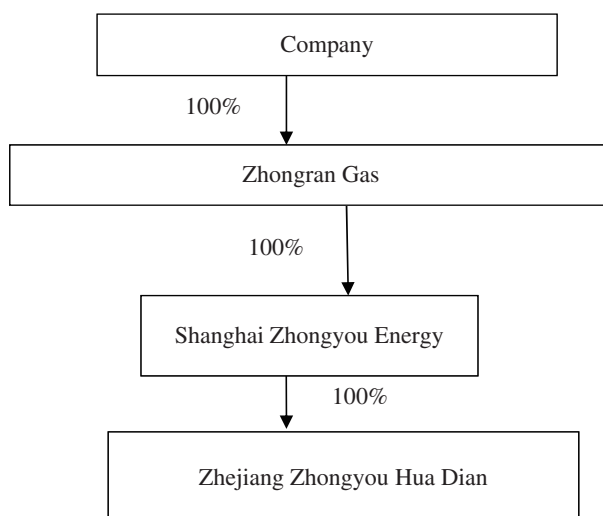 Company
100%
Zhongran Gas
100%
Shanghai Zhongyou Energy
100%
Zhejiang Zhongyou Hua Dian